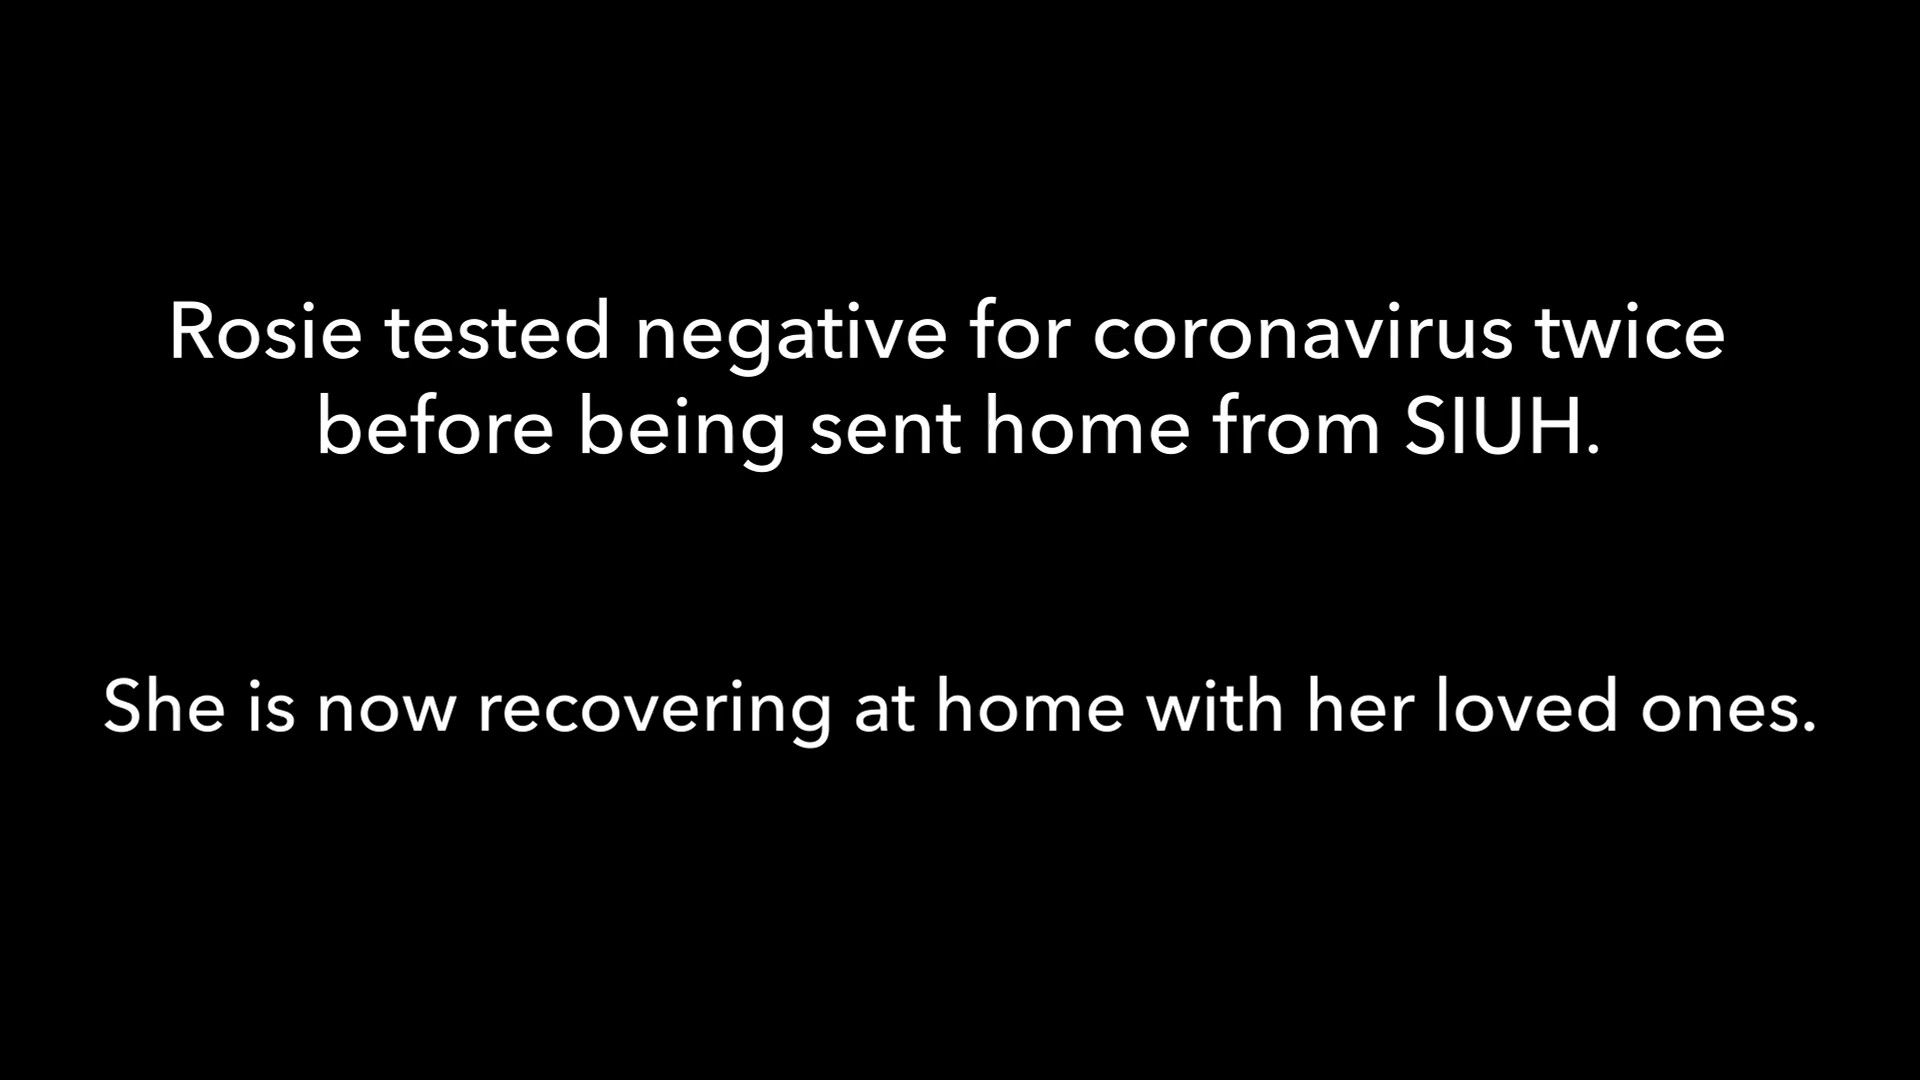 Rosie tested negative for coronavirus twice
before being sent home from SIUH.
She is now recovering at home with her loved ones.